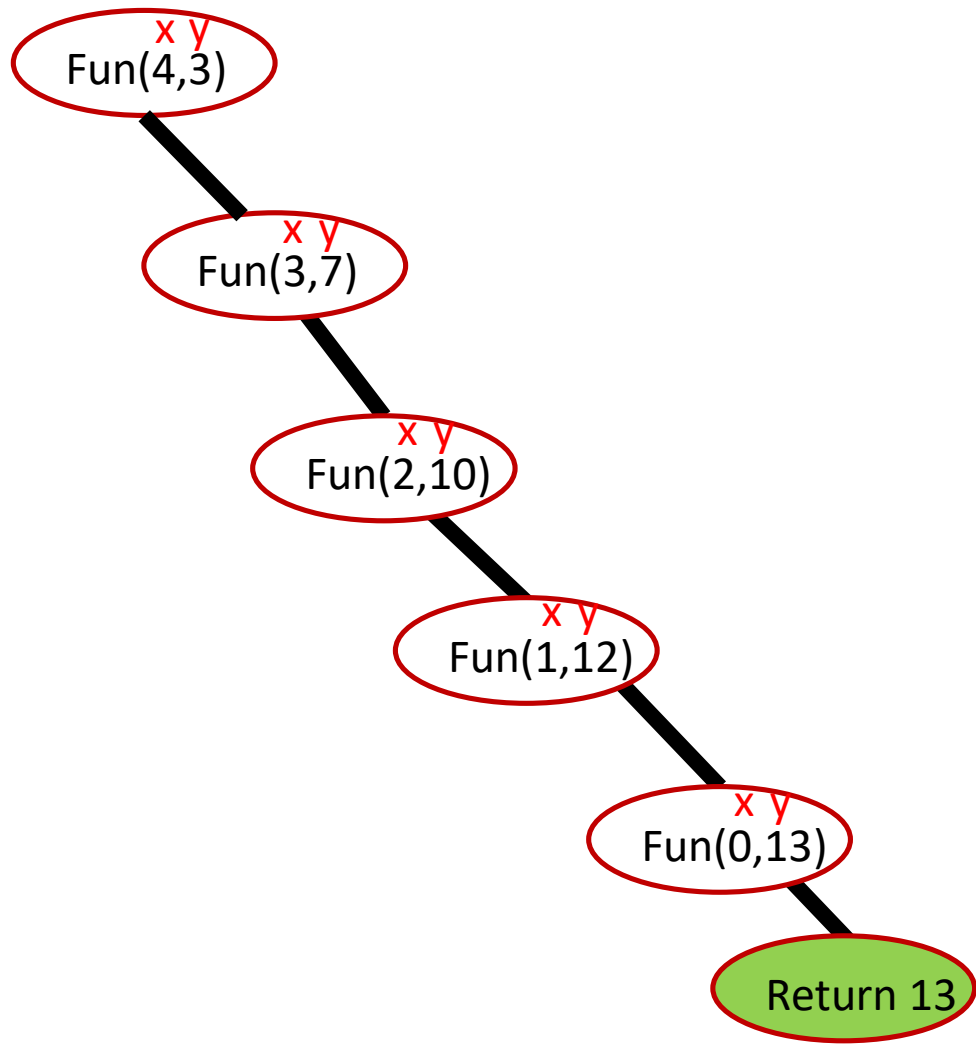 x y
Fun(4,3)
x y
Fun(3,7)
x y
Fun(2,10)
x y
Fun(1,12)
x y
Fun(0,13)
Return 13